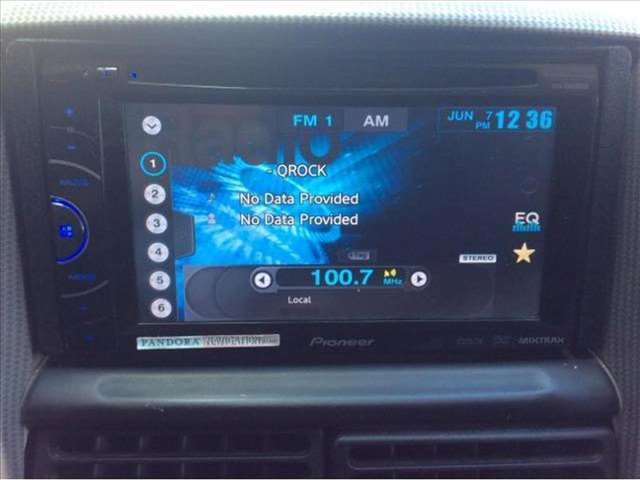 FM 1 AM JUN 7 PM 12 36
1
- QROCK
2 No Data Provided
3 No Data Provided
EQ
4
STEREO
5 100.7 MHz
Local
6
PANDORA Pioneer MIXTRAX